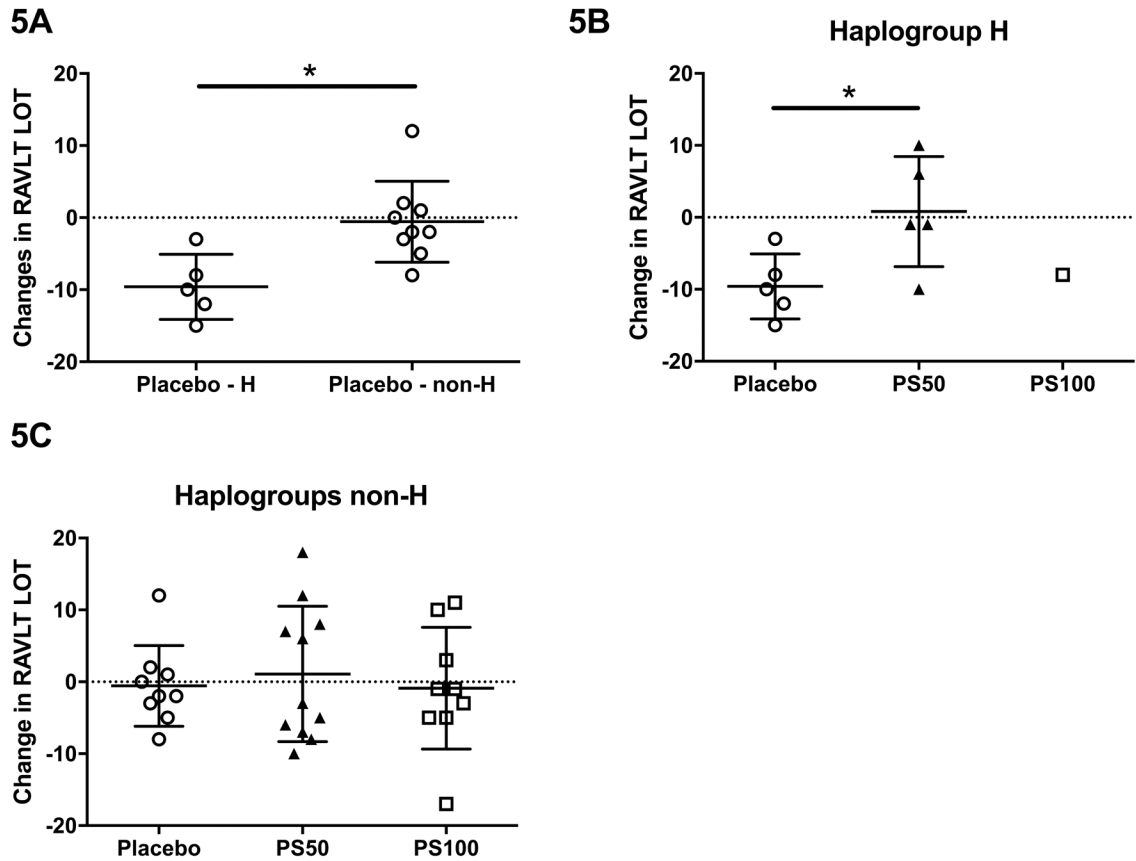 5A
*
Changes in RAVLT LOT
20
10
0
-10
-20
Placebo - H
Placebo - non-H
5B
Haplogroup H
*
Change in RAVLT LOT
20
10
0
-10
-20
Placebo
PS50
PS100
5C
Haplogroups non-H
Change in RAVLT LOT
20
10
0
-10
-20
Placebo
PS50
PS100